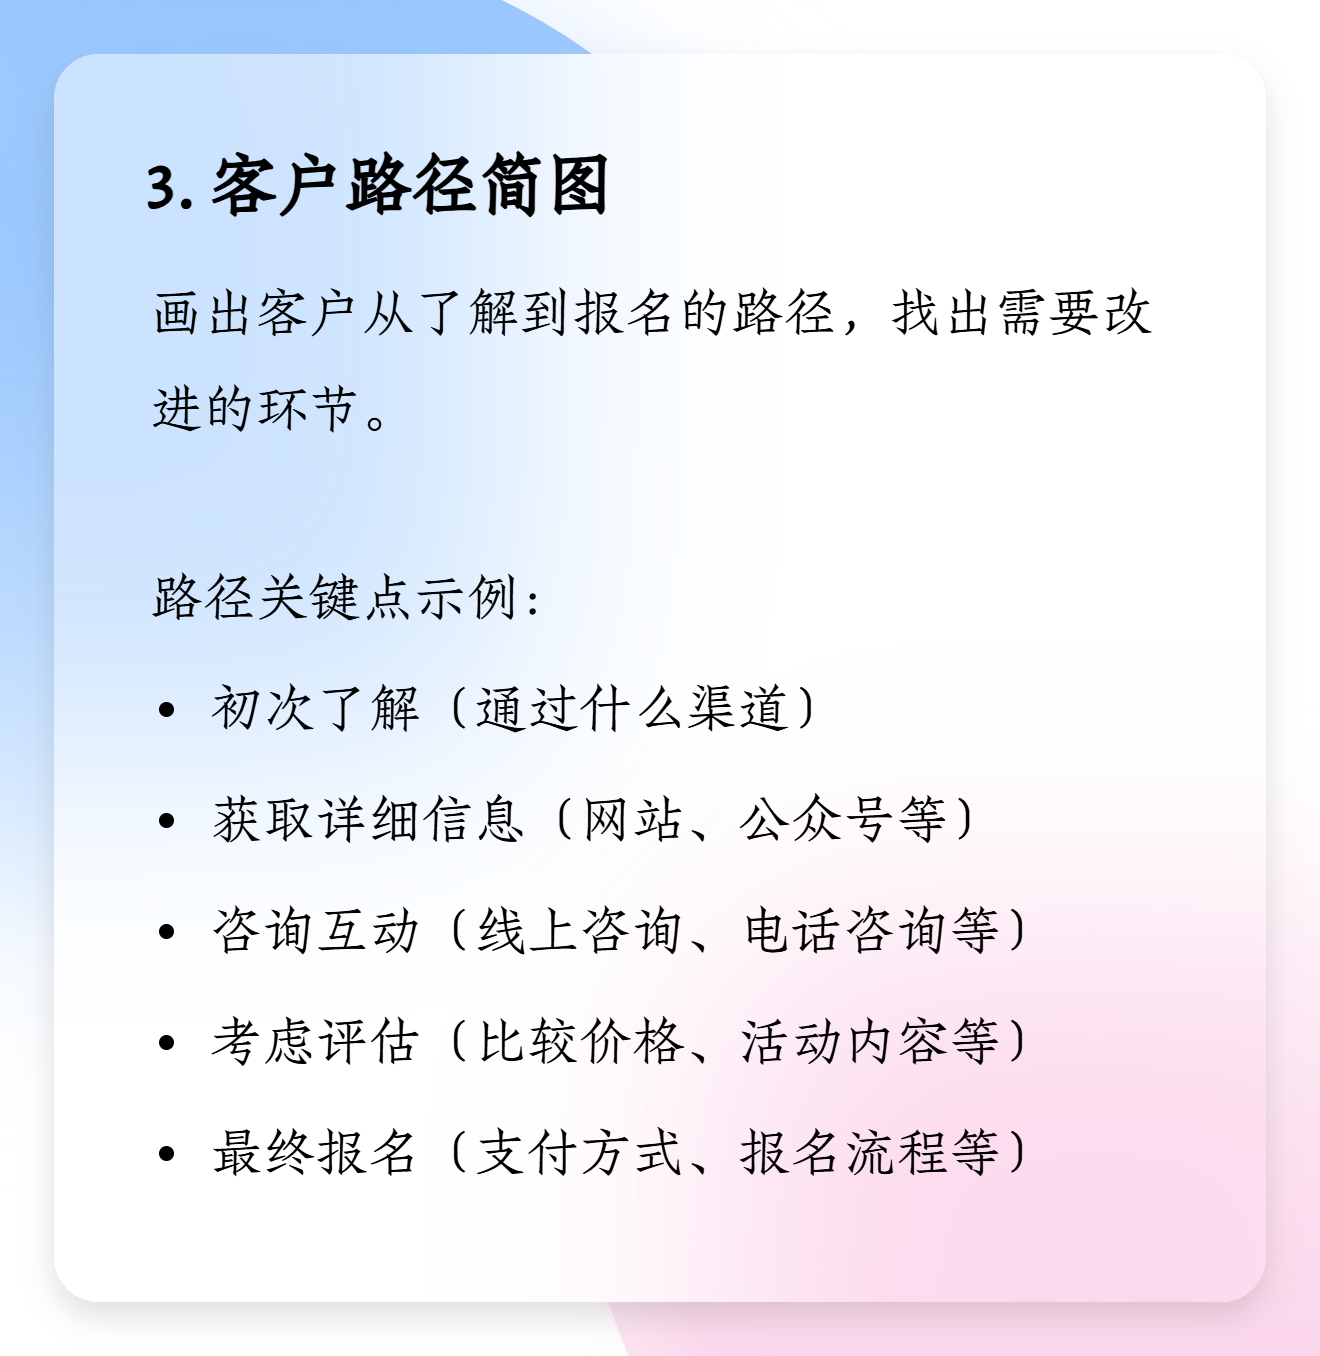 3. 客户路径简图
画出客户从了解到报名的路径，找出需要改
进的环节。
路径关键点示例：
• 初次了解（通过什么渠道）
• 获取详细信息（网站、公众号等）
• 咨询互动（线上咨询、电话咨询等）
• 考虑评估（比较价格、活动内容等）
• 最终报名（支付方式、报名流程等）